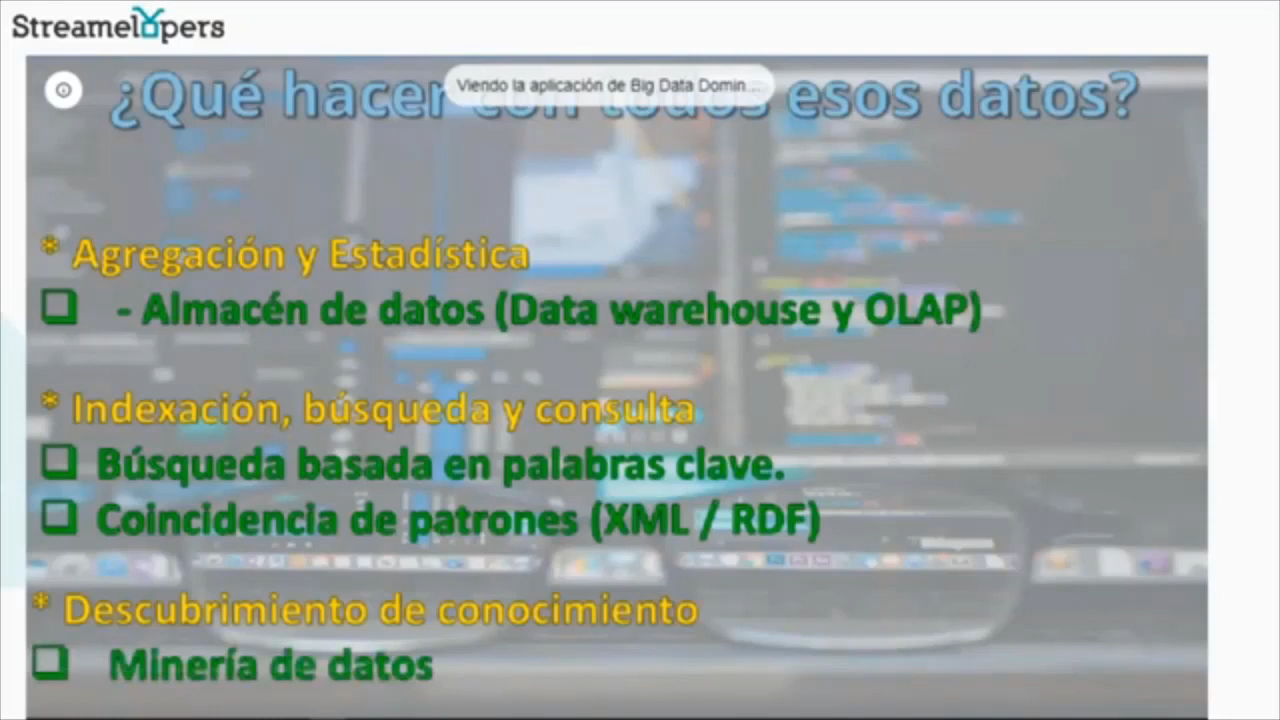 Streamelopers
¿Qué hacer con todos esos datos?
Viendo la aplicación de Big Data Domin...
* Agregación y Estadística
- Almacén de datos (Data warehouse y OLAP)
* Indexación, búsqueda y consulta
Búsqueda basada en palabras clave.
Coincidencia de patrones (XML / RDF)
* Descubrimiento de conocimiento
Minería de datos